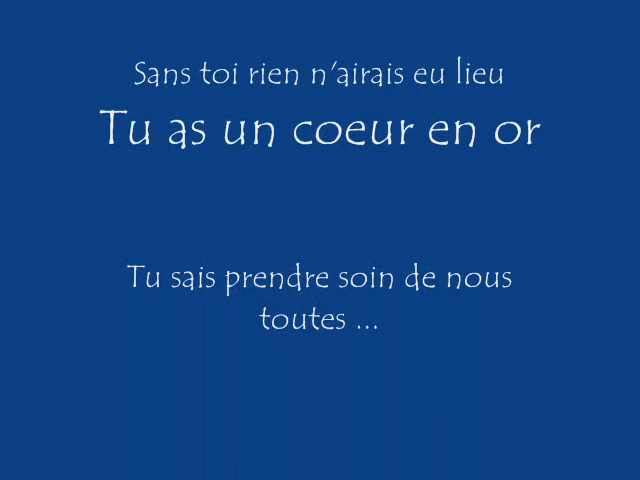 Sans toi rien n'airais eu lieu
Tu as un coeur en or
Tu sais prendre soin de nous
toutes ...